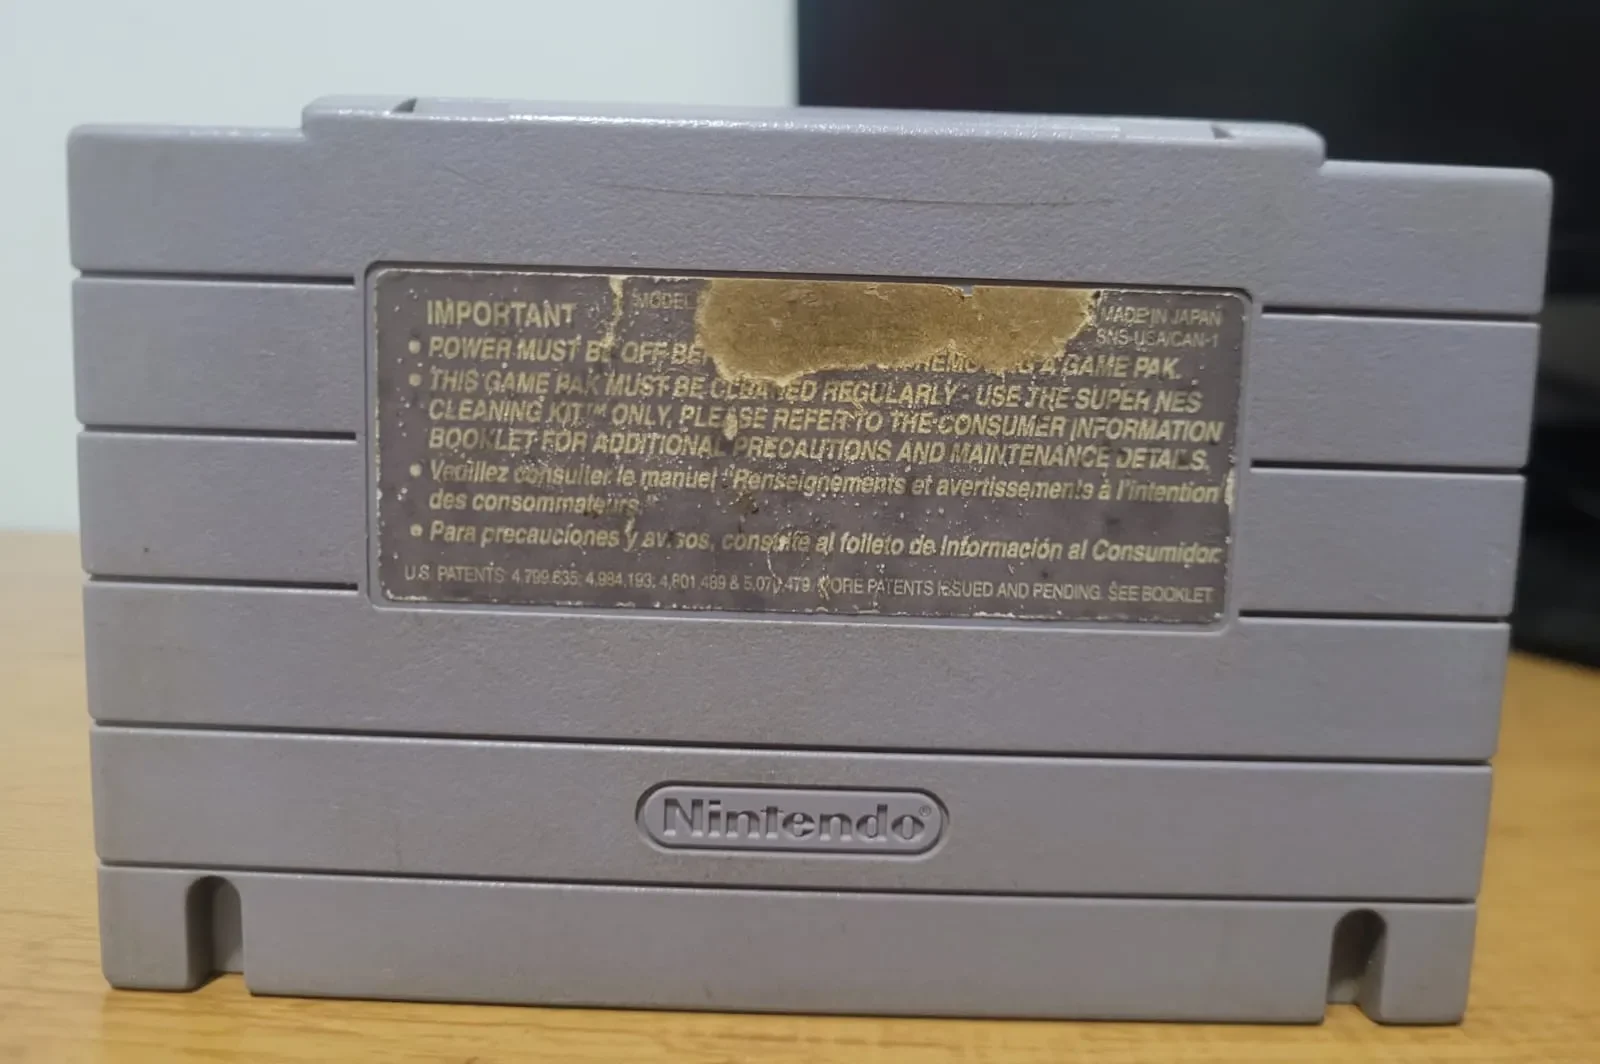 IMPORTANT MODEL MADE IN JAPAN
SNS-USA/CAN-1
• POWER MUST BE OFF BEF REMOVING A GAME PAK.
• THIS GAME PAK MUST BE CLEANED REGULARLY - USE THE SUPER NES
CLEANING KIT™ ONLY. PLEASE REFER TO THE CONSUMER INFORMATION
BOOKLET FOR ADDITIONAL PRECAUTIONS AND MAINTENANCE DETAILS.
• Veuillez consulter le manuel "Renseignements et avertissements à l'intention
des consommateurs."
• Para precauciones y avisos, consulte al folleto de Información al Consumidor.
U.S. PATENTS: 4,799,635; 4,984,193; 4,801,489 & 5,070,479. MORE PATENTS ISSUED AND PENDING. SEE BOOKLET
Nintendo®